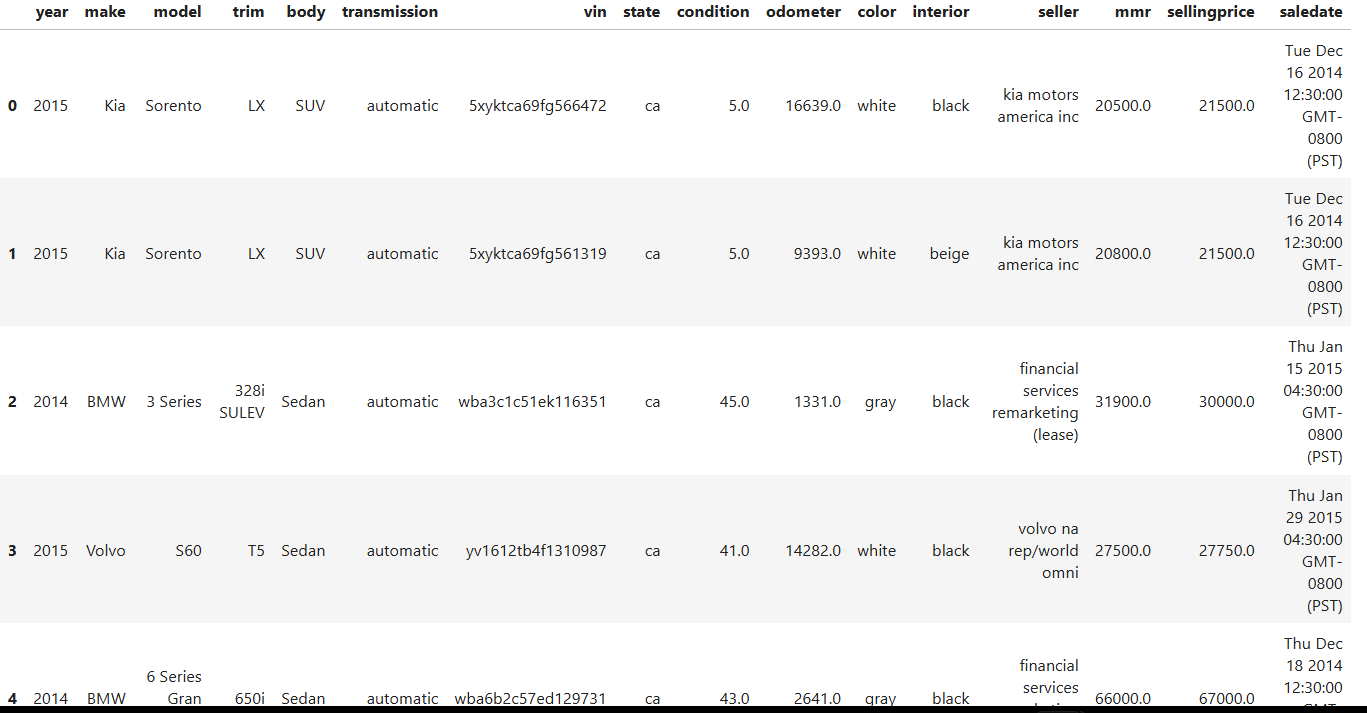 year make model trim body transmission vin state condition odometer color interior seller mmr sellingprice saledate
Tue Dec
16 2014
12:30:00
GMT-
0800
(PST)
0 2015 Kia Sorento LX SUV automatic 5xyktca69fg566472 ca 5.0 16639.0 white black kia motors america inc 20500.0 21500.0
Tue Dec
16 2014
12:30:00
GMT-
0800
(PST)
1 2015 Kia Sorento LX SUV automatic 5xyktca69fg561319 ca 5.0 9393.0 white beige kia motors america inc 20800.0 21500.0
Thu Jan
15 2015
04:30:00
GMT-
0800
(PST)
2 2014 BMW 3 Series 328i SULEV Sedan automatic wba3c1c51ek116351 ca 45.0 1331.0 gray black financial services remarketing (lease) 31900.0 30000.0
Thu Jan
29 2015
04:30:00
GMT-
0800
(PST)
3 2015 Volvo S60 T5 Sedan automatic yv1612tb4f1310987 ca 41.0 14282.0 white black volvo na rep/world omni 27500.0 27750.0
Thu Dec
18 2014
12:30:00
4 2014 BMW 6 Series Gran 650i Sedan automatic wba6b2c57ed129731 ca 43.0 2641.0 gray black financial services 66000.0 67000.0